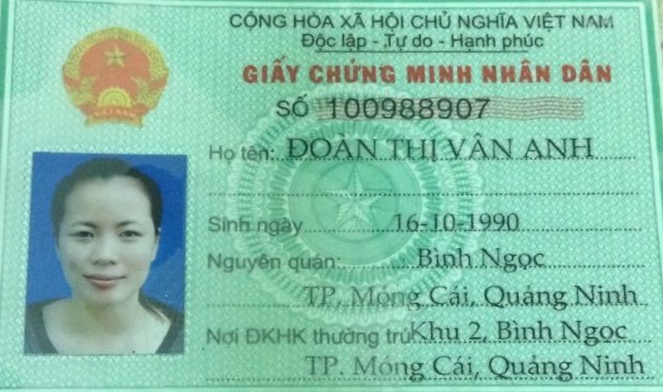 CỘNG HÒA XÃ HỘI CHỦ NGHĨA VIỆT NAM
Độc lập - Tự do - Hạnh phúc
GIẤY CHỨNG MINH NHÂN DÂN
SỐ 100988907
Họ tên: ĐOÀN THỊ VÂN ANH
Sinh ngày 16-10-1990
Nguyên quán: Bình Ngọc
TP. Móng Cái, Quảng Ninh
Nơi ĐKHK thường trú Khu 2, Bình Ngọc
TP. Móng Cái, Quảng Ninh
VIỆT NAM